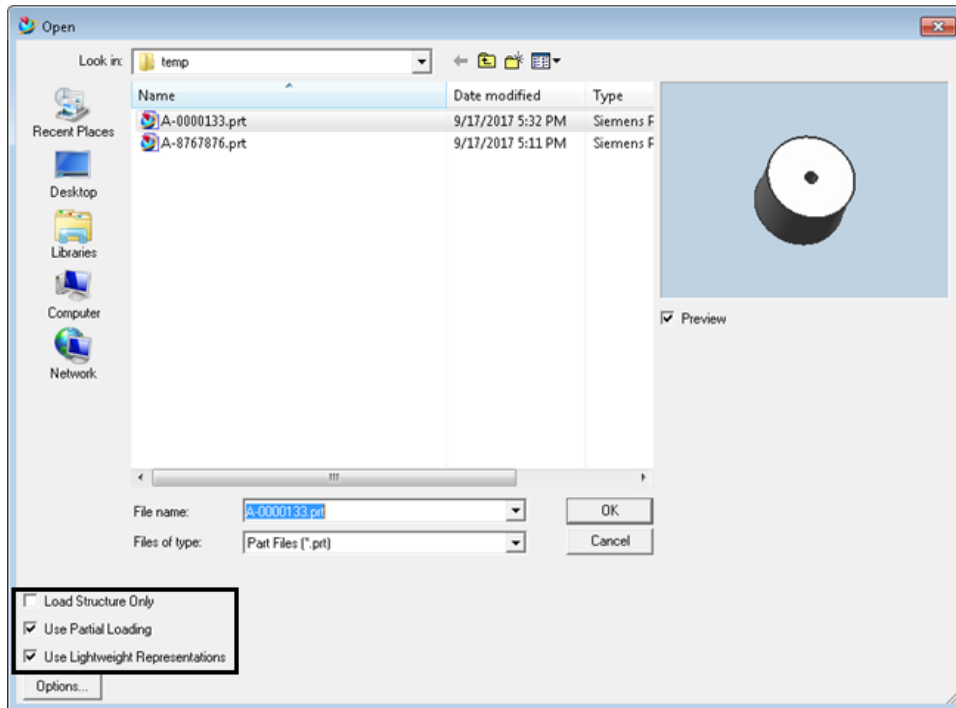 Open
Look in: temp
Name Date modified Type
A-0000133.prt 9/17/2017 5:32 PM Siemens P
A-8767876.prt 9/17/2017 5:11 PM Siemens P
Recent Places
Desktop
Libraries
Computer
Network
Preview
File name: A-0000133.prt OK
Files of type: Part Files (*.prt) Cancel
Load Structure Only
Use Partial Loading
Use Lightweight Representations
Options...